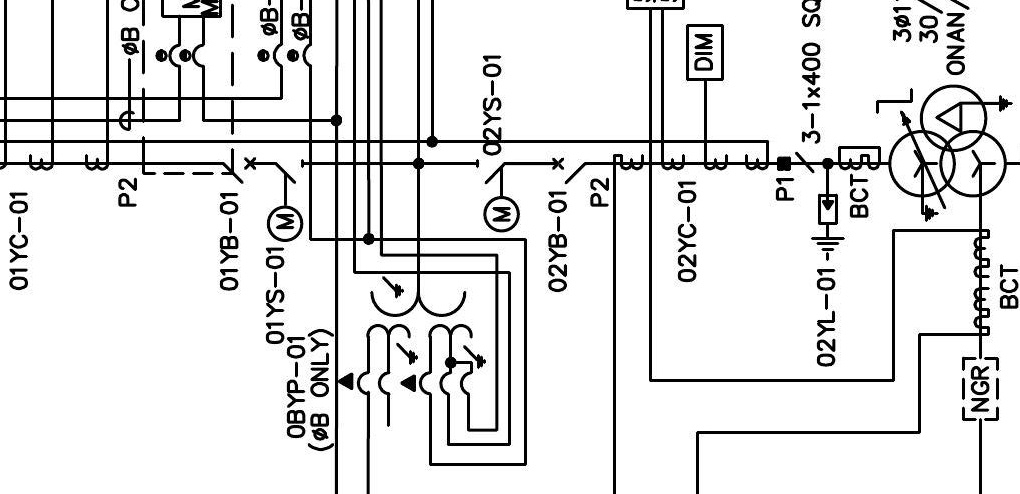 øB C
øB-
øB-
02YS-01
DIM
3-1x400 SQ
3ø1
30/
ONAN/
01YC-01
P2
01YB-01
M
01YS-01
M
02YB-01
P2
02YC-01
P1
BCT
02YL-01
BCT
0BYP-01
(øB ONLY)
NGR